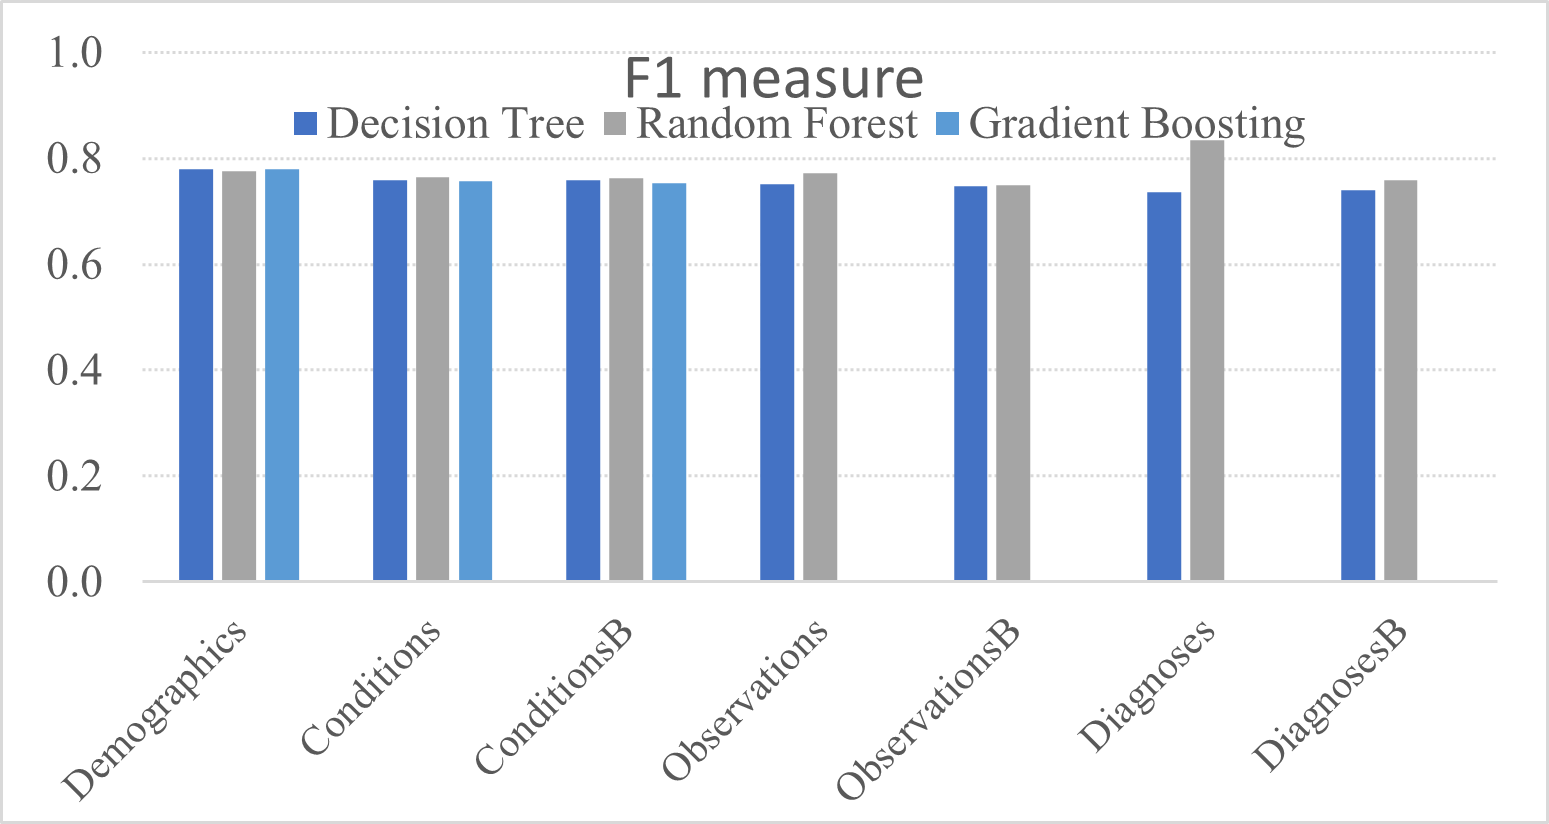 F1 measure
Decision Tree Random Forest Gradient Boosting
1.0
0.8
0.6
0.4
0.2
0.0
Demographics
Conditions
ConditionsB
Observations
ObservationsB
Diagnoses
DiagnosesB